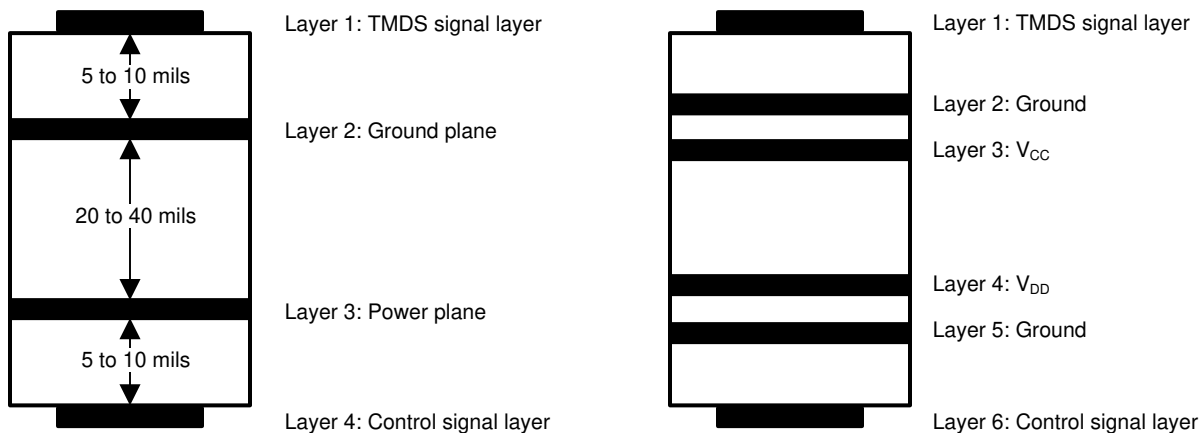 Layer 1: TMDS signal layer
5 to 10 mils
Layer 2: Ground plane
20 to 40 mils
Layer 3: Power plane
5 to 10 mils
Layer 4: Control signal layer
Layer 1: TMDS signal layer
Layer 2: Ground
Layer 3: VCC
Layer 4: VDD
Layer 5: Ground
Layer 6: Control signal layer